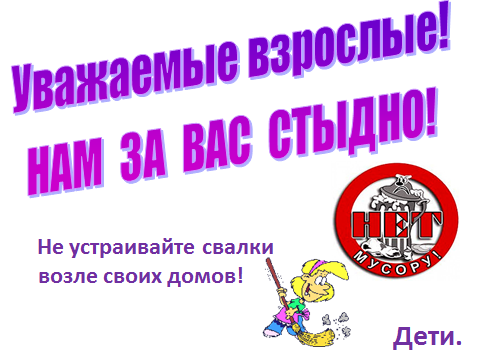 Уважаемые взрослые!
НАМ ЗА ВАС СТЫДНО!
НЕТ
МУСОРУ!
Не устраивайте свалки
возле своих домов!
Дети.